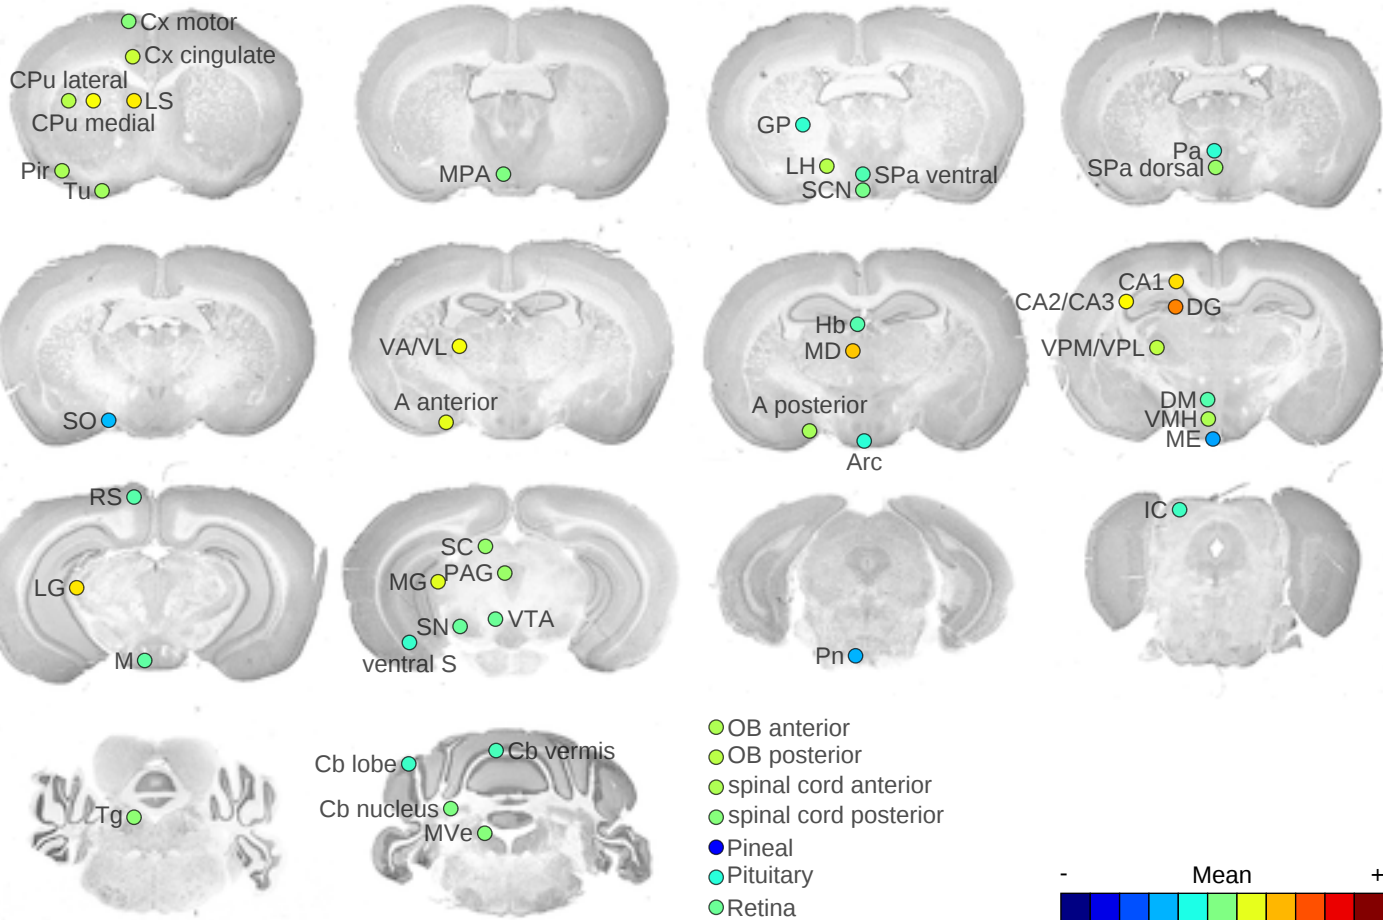 Cx motor
Cx cingulate
CPu lateral
LS
CPu medial
Pir
Tu
MPA
GP
LH
SPa ventral
SCN
Pa
SPa dorsal
SO
VA/VL
A anterior
Hb
MD
A posterior
Arc
CA1
CA2/CA3
DG
VPM/VPL
DM
VMH
ME
RS
LG
M
SC
MG
PAG
SN
VTA
ventral S
Pn
IC
Tg
Cb lobe
Cb vermis
Cb nucleus
MVe
OB anterior
OB posterior
spinal cord anterior
spinal cord posterior
Pineal
Pituitary
Retina
- Mean +